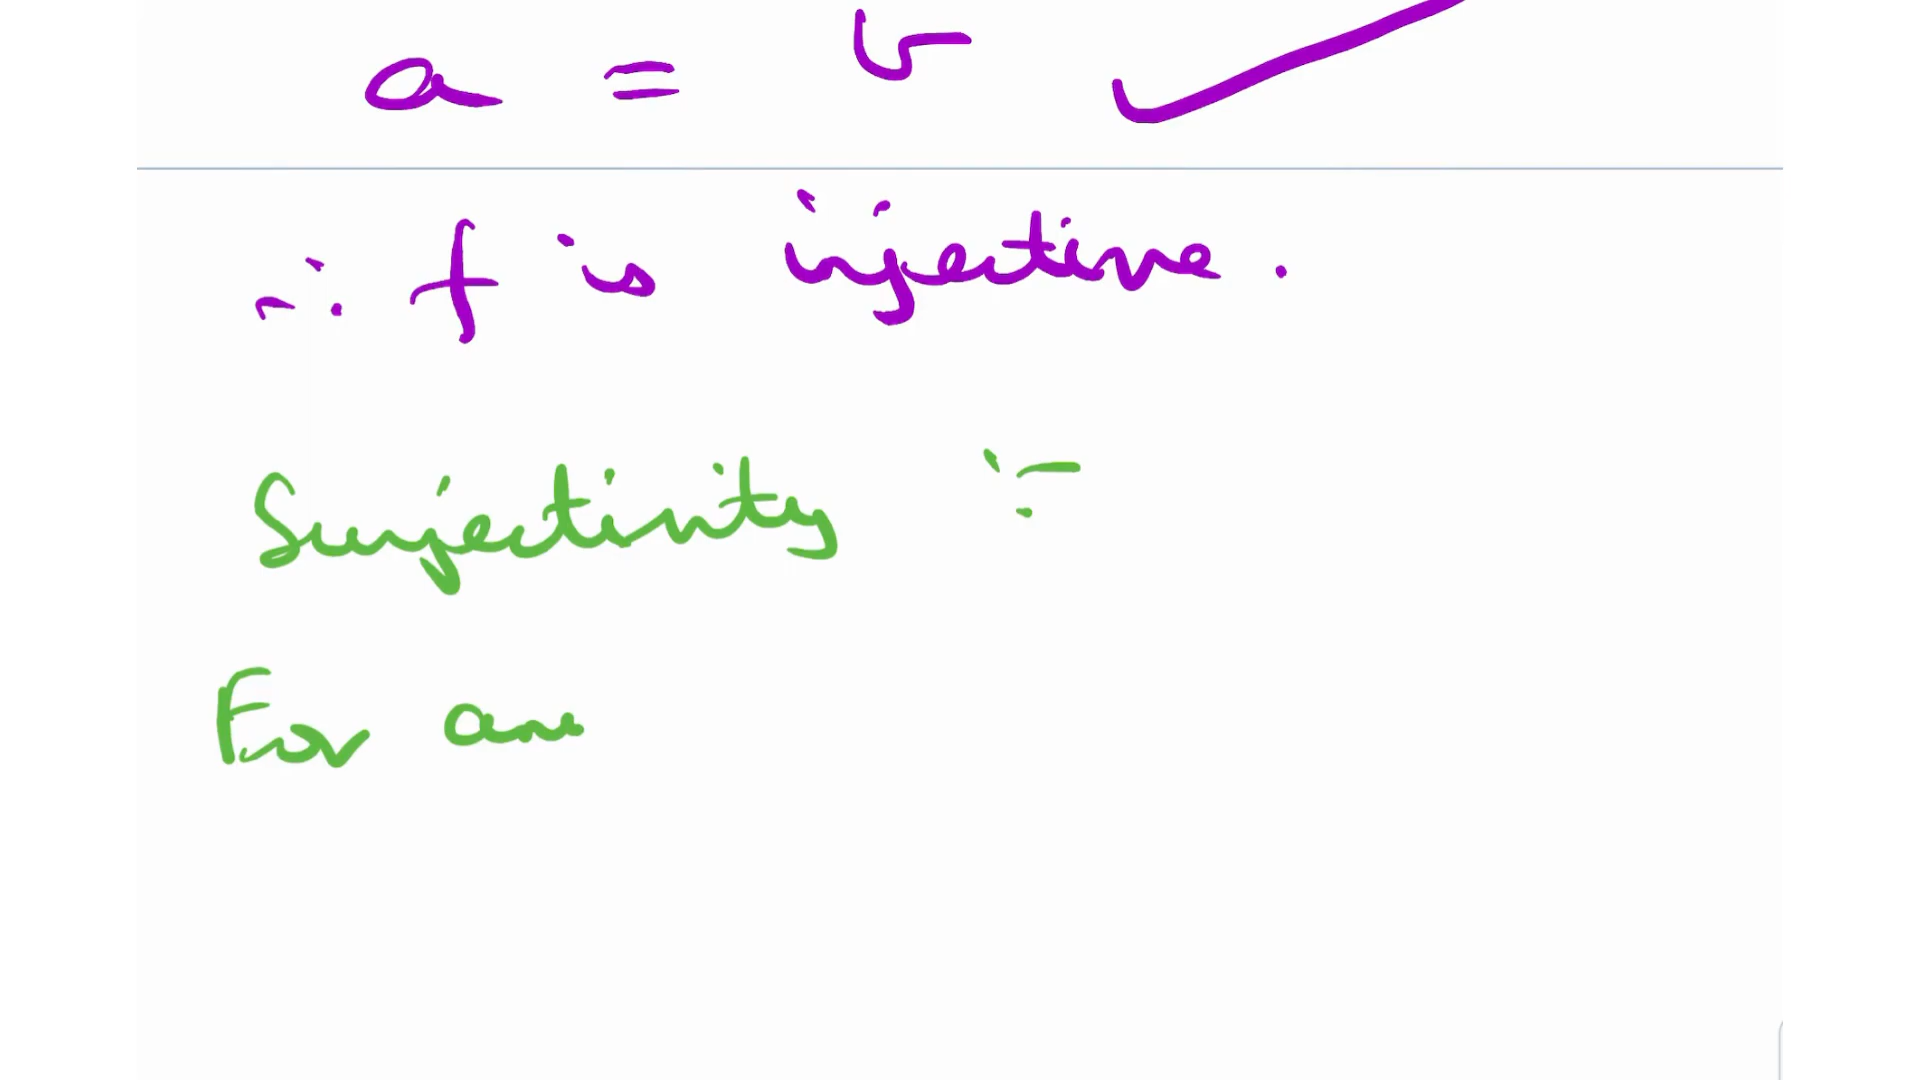 a = b
∴ f is injective.
Surjectivity :-
For an